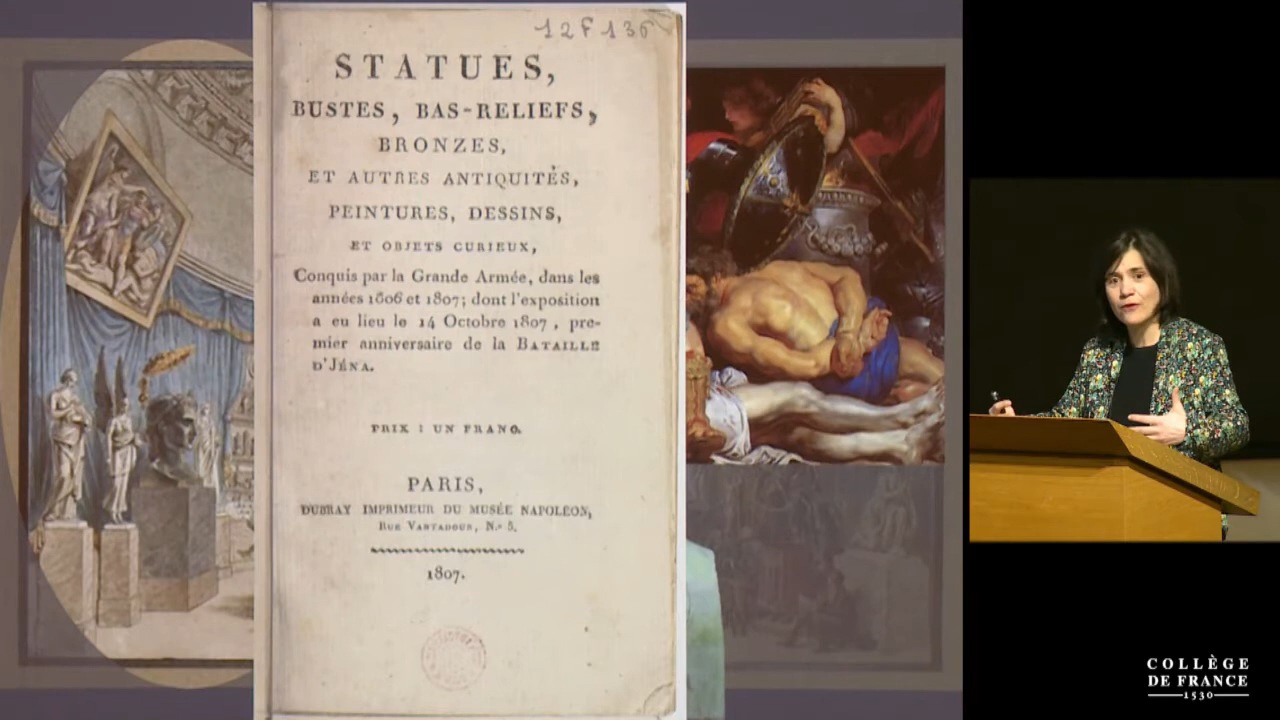 12 F 136
STATUES,
BUSTES, BAS-RELIEFS,
BRONZES,
ET AUTRES ANTIQUITÉS,
PEINTURES, DESSINS,
ET OBJETS CURIEUX,
Conquis par la Grande Armée, dans les
années 1806 et 1807; dont l'exposition
a eu lieu le 14 Octobre 1807, pre-
mier anniversaire de la BATAILLE
D'JÉNA.
PRIX : UN FRANC.
PARIS,
DUBRAY IMPRIMEUR DU MUSÉE NAPOLÉON,
RUE VANTADOUR, N.º 5.
1807.
COLLÈGE
DE FRANCE
1530